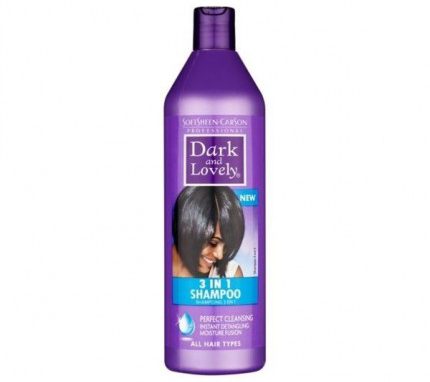 SOFTSHEEN-CARSON
PROFESSIONAL
Dark
and
Lovely®
NEW
3 IN 1
SHAMPOO
SHAMPOOING 3 EN 1
PERFECT CLEANSING
INSTANT DETANGLING
MOISTURE FUSION
ALL HAIR TYPES